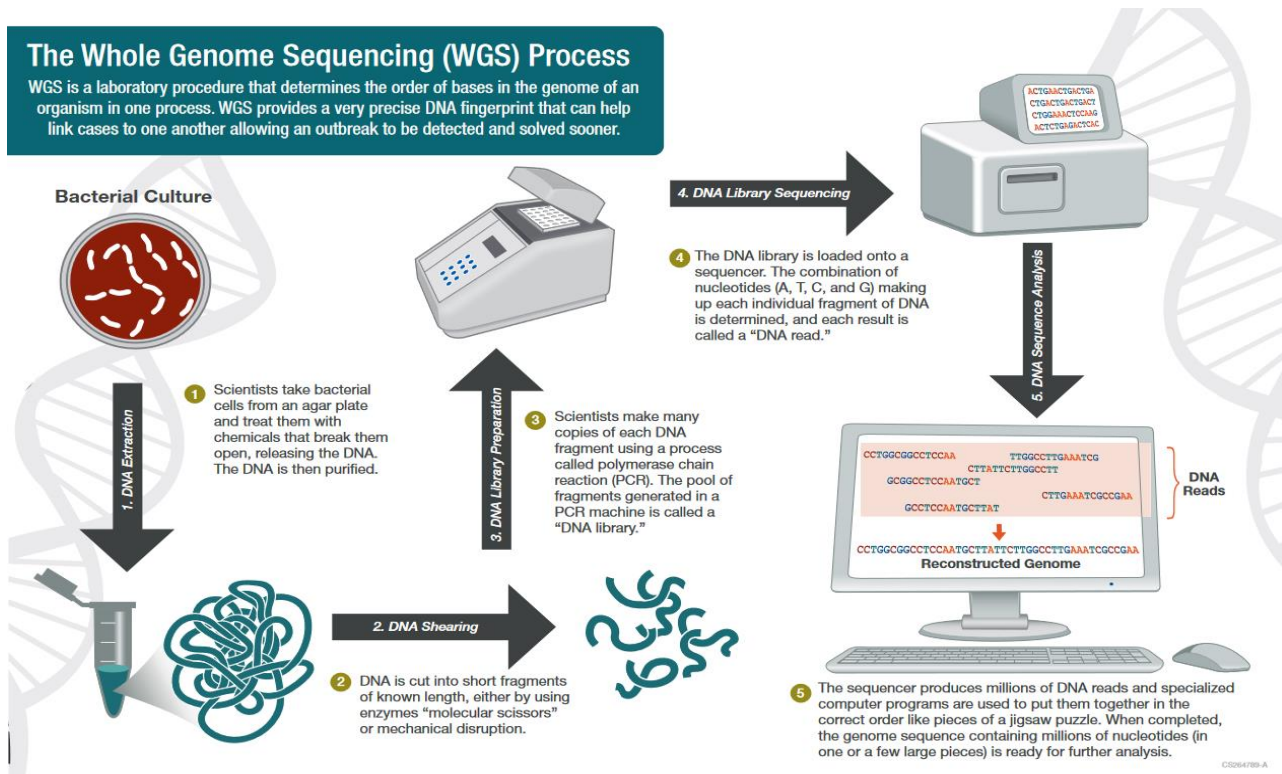 The Whole Genome Sequencing (WGS) Process
WGS is a laboratory procedure that determines the order of bases in the genome of an
organism in one process. WGS provides a very precise DNA fingerprint that can help
link cases to one another allowing an outbreak to be detected and solved sooner.
Bacterial Culture
1. DNA Extraction
1 Scientists take bacterial
cells from an agar plate
and treat them with
chemicals that break them
open, releasing the DNA.
The DNA is then purified.
2. DNA Shearing
2 DNA is cut into short fragments
of known length, either by using
enzymes “molecular scissors”
or mechanical disruption.
3. DNA Library Preparation
3 Scientists make many
copies of each DNA
fragment using a process
called polymerase chain
reaction (PCR). The pool of
fragments generated in a
PCR machine is called a
“DNA library.”
4. DNA Library Sequencing
4 The DNA library is loaded onto a
sequencer. The combination of
nucleotides (A, T, C, and G) making
up each individual fragment of DNA
is determined, and each result is
called a “DNA read.”
ACTGAACTGACTGA
CTGACTGACTGACT
CTGGAAACTCCAAG
ACTCTGAGACTCAC
5. DNA Sequence Analysis
CCTGGCGGCCTCCAA TTGGCCTTGAAATCG
CTTATTCTTGGCCTT
GCGGCCTCCAATGCT
CTTGAAATCGCCGAA
GCCTCCAATGCTTAT
DNA
Reads
CCTGGCGGCCTCCAATGCTTATTCTTGGCCTTGAAATCGCCGAA
Reconstructed Genome
5 The sequencer produces millions of DNA reads and specialized
computer programs are used to put them together in the
correct order like pieces of a jigsaw puzzle. When completed,
the genome sequence containing millions of nucleotides (in
one or a few large pieces) is ready for further analysis.
CS264789-A